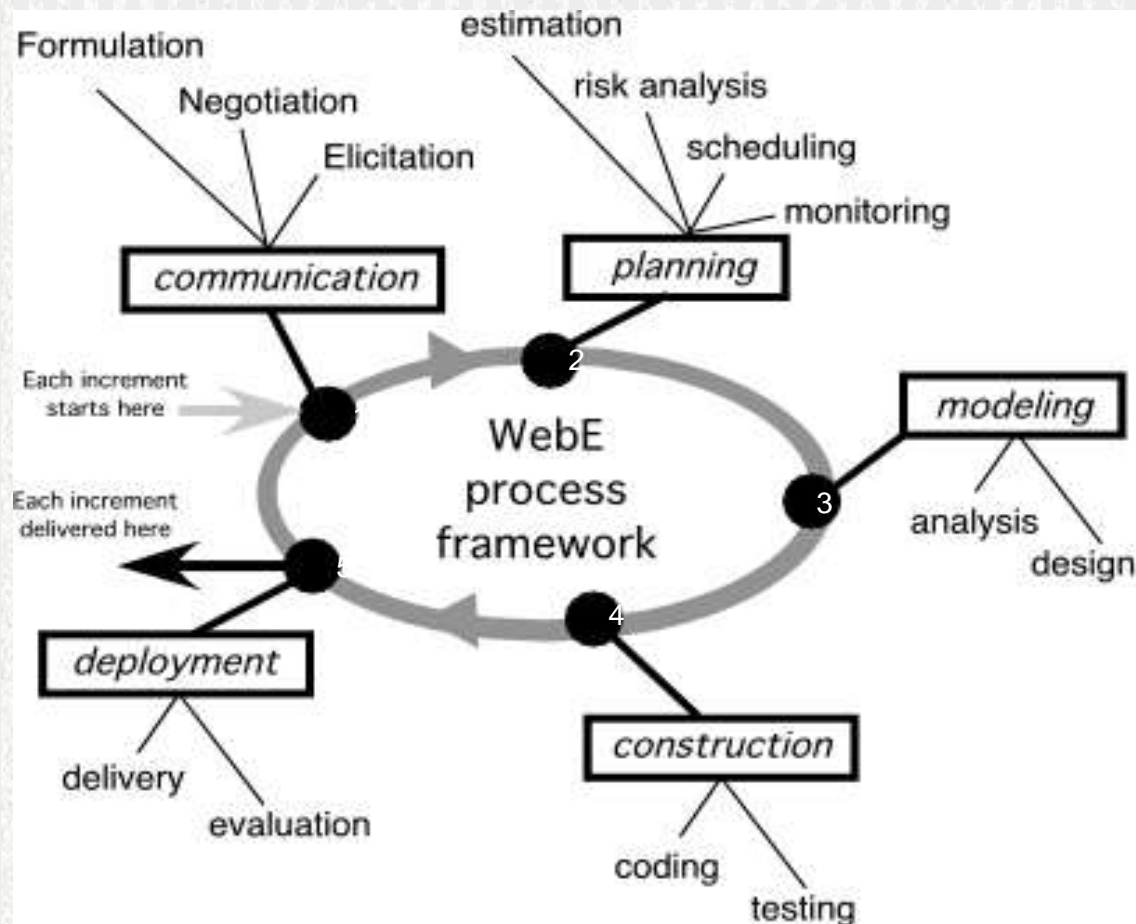 Formulation
Negotiation
Elicitation
communication
estimation
risk analysis
scheduling
monitoring
planning
2
Each increment
starts here
WebE
process
framework
modeling
3
analysis
design
Each increment
delivered here
5
4
deployment
delivery
evaluation
construction
coding
testing